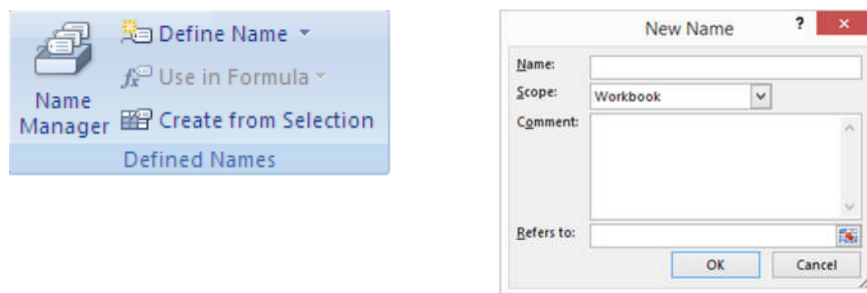 Define Name
Use in Formula
Name
Manager
Create from Selection
Defined Names
New Name
?
x
Name:
Scope:
Workbook
Comment:
Refers to:
OK
Cancel